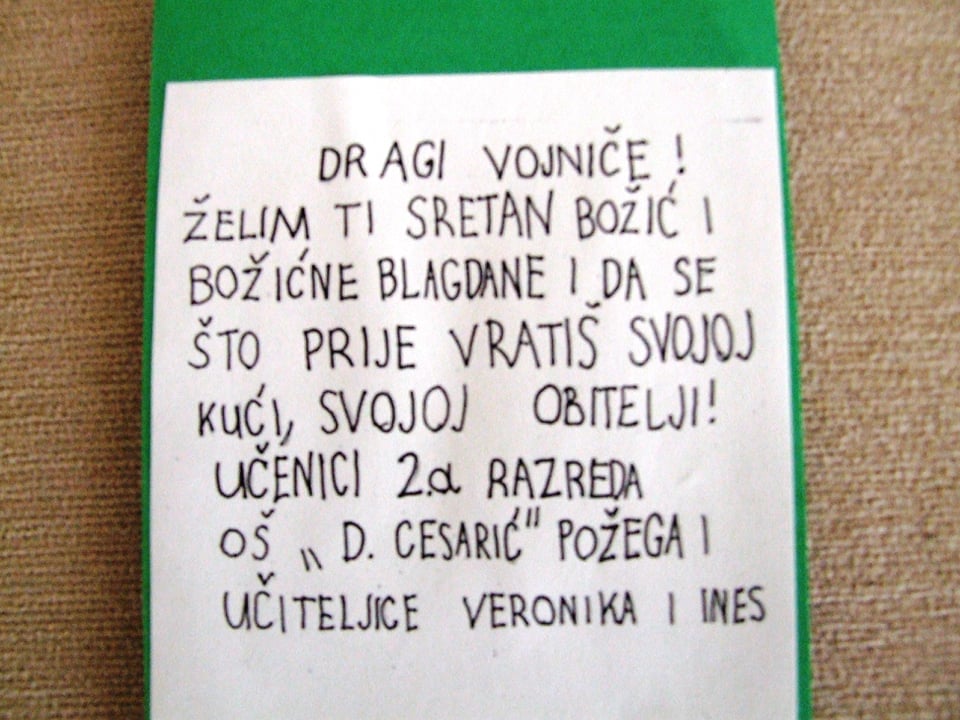 DRAGI VOJNIČE !
ŽELIM TI SRETAN BOŽIĆ I
BOŽIĆNE BLAGDANE I DA SE
ŠTO PRIJE VRATIŠ SVOJOJ
KUĆI, SVOJOJ OBITELJI!
UČENICI 2.a RAZREDA
OŠ „D. CESARIĆ" POŽEGA I
UČITELJICE VERONIKA I INES